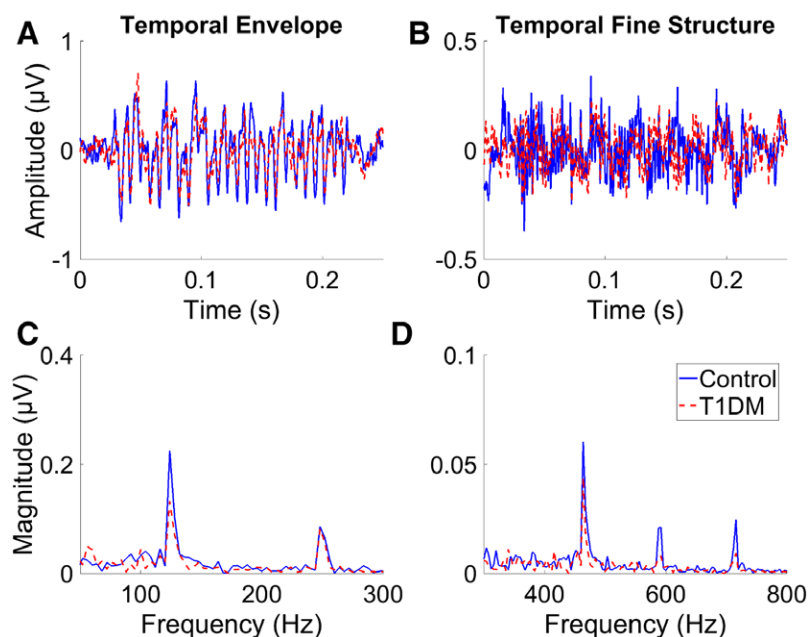 A
Temporal Envelope
1
0
-1
Amplitude (µV)
0
0.1
0.2
Time (s)
B
Temporal Fine Structure
0.5
0
-0.5
0
0.1
0.2
Time (s)
C
0.4
0.2
0
Magnitude (µV)
100
200
300
Frequency (Hz)
D
0.1
0.05
0
Control
T1DM
400
600
800
Frequency (Hz)